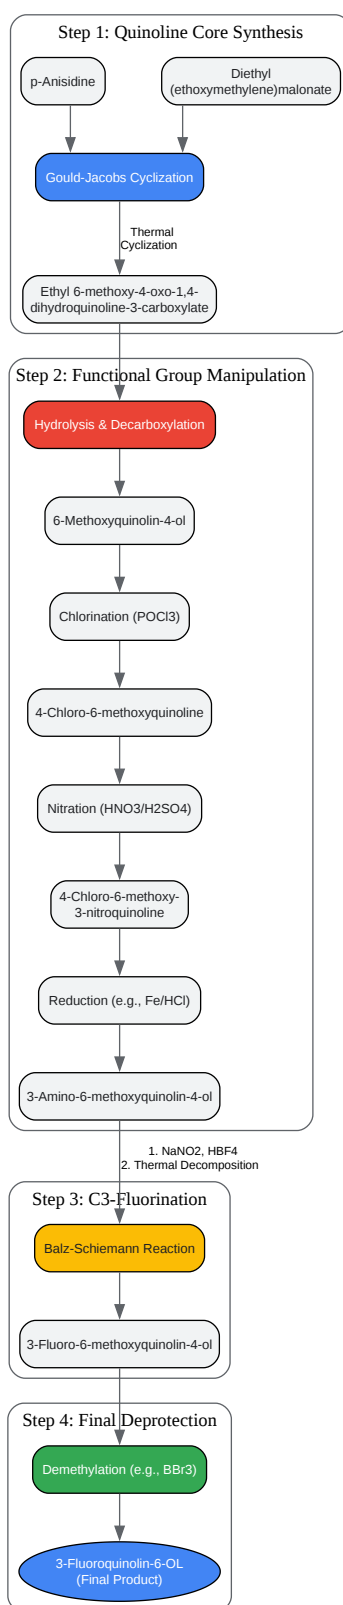 Step 1: Quinoline Core Synthesis
p-Anisidine
Diethyl
(ethoxymethylene)malonate
Gould-Jacobs Cyclization
Thermal
Cyclization
Ethyl 6-methoxy-4-oxo-1,4-
dihydroquinoline-3-carboxylate
Step 2: Functional Group Manipulation
Hydrolysis & Decarboxylation
6-Methoxyquinolin-4-ol
Chlorination (POCl3)
4-Chloro-6-methoxyquinoline
Nitration (HNO3/H2SO4)
4-Chloro-6-methoxy-
3-nitroquinoline
Reduction (e.g., Fe/HCl)
3-Amino-6-methoxyquinolin-4-ol
1. NaNO2, HBF4
2. Thermal Decomposition
Step 3: C3-Fluorination
Balz-Schiemann Reaction
3-Fluoro-6-methoxyquinolin-4-ol
Step 4: Final Deprotection
Demethylation (e.g., BBr3)
3-Fluoroquinolin-6-OL
(Final Product)